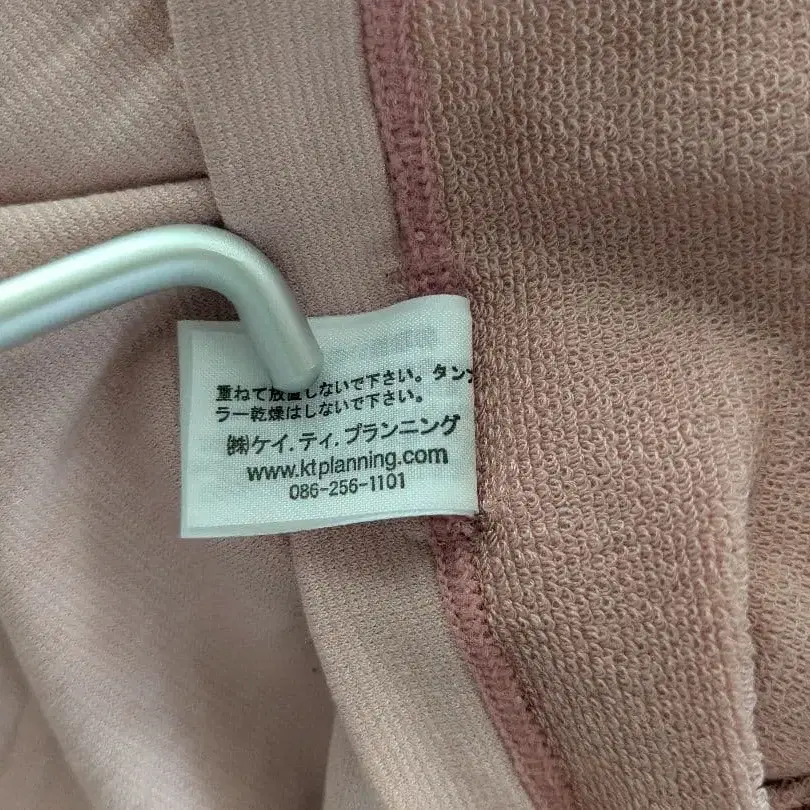 重ねて放置しないで下さい。タン
ラー乾燥はしないで下さい。
㈱ケイ.ティ.プランニング
www.ktplanning.com
086-256-1101